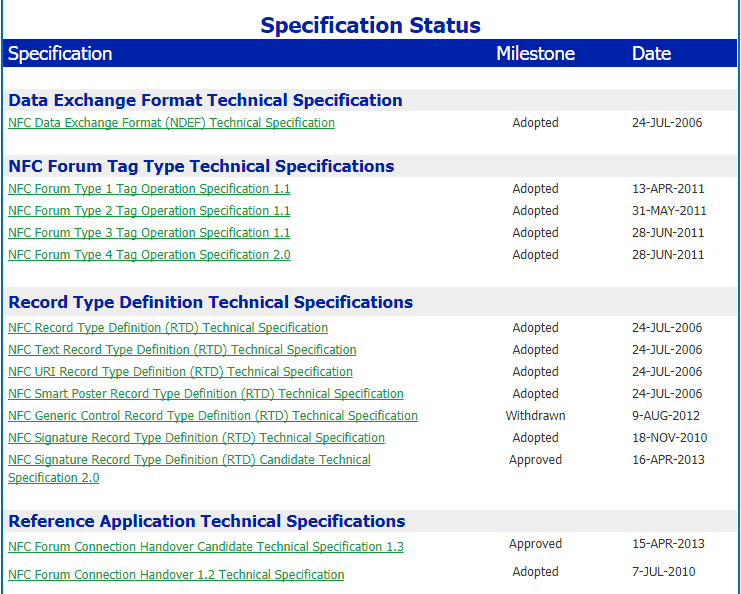 Specification Status
Specification Milestone Date
Data Exchange Format Technical Specification
NFC Data Exchange Format (NDEF) Technical Specification Adopted 24-JUL-2006
NFC Forum Tag Type Technical Specifications
NFC Forum Type 1 Tag Operation Specification 1.1 Adopted 13-APR-2011
NFC Forum Type 2 Tag Operation Specification 1.1 Adopted 31-MAY-2011
NFC Forum Type 3 Tag Operation Specification 1.1 Adopted 28-JUN-2011
NFC Forum Type 4 Tag Operation Specification 2.0 Adopted 28-JUN-2011
Record Type Definition Technical Specifications
NFC Record Type Definition (RTD) Technical Specification Adopted 24-JUL-2006
NFC Text Record Type Definition (RTD) Technical Specification Adopted 24-JUL-2006
NFC URI Record Type Definition (RTD) Technical Specification Adopted 24-JUL-2006
NFC Smart Poster Record Type Definition (RTD) Technical Specification Adopted 24-JUL-2006
NFC Generic Control Record Type Definition (RTD) Technical Specification Withdrawn 9-AUG-2012
NFC Signature Record Type Definition (RTD) Technical Specification Adopted 18-NOV-2010
NFC Signature Record Type Definition (RTD) Candidate Technical Approved 16-APR-2013
Specification 2.0
Reference Application Technical Specifications
NFC Forum Connection Handover Candidate Technical Specification 1.3 Approved 15-APR-2013
NFC Forum Connection Handover 1.2 Technical Specification Adopted 7-JUL-2010